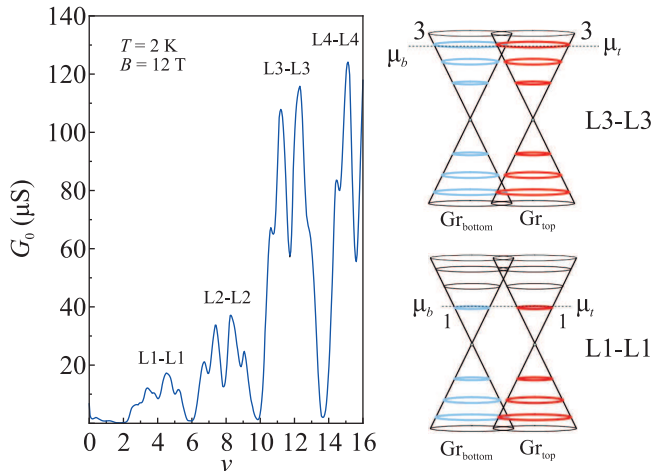 140
120
100
80
60
40
20
G₀ (μS)
T = 2 K
B = 12 T
L1-L1
L2-L2
L3-L3
L4-L4
0 2 4 6 8 10 12 14 16
ν
3 3
μb μt
L3-L3
Grbottom Grtop
μb μt
1 1
L1-L1
Grbottom Grtop